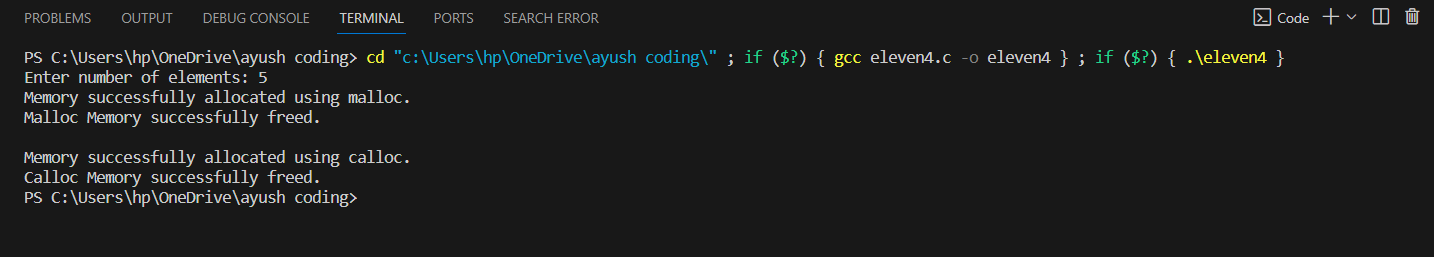 PROBLEMS OUTPUT DEBUG CONSOLE TERMINAL PORTS SEARCH ERROR Code
PS C:\Users\hp\OneDrive\ayush coding> cd "c:\Users\hp\OneDrive\ayush coding\" ; if ($?) { gcc eleven4.c -o eleven4 } ; if ($?) { .\eleven4 }
Enter number of elements: 5
Memory successfully allocated using malloc.
Malloc Memory successfully freed.
Memory successfully allocated using calloc.
Calloc Memory successfully freed.
PS C:\Users\hp\OneDrive\ayush coding>